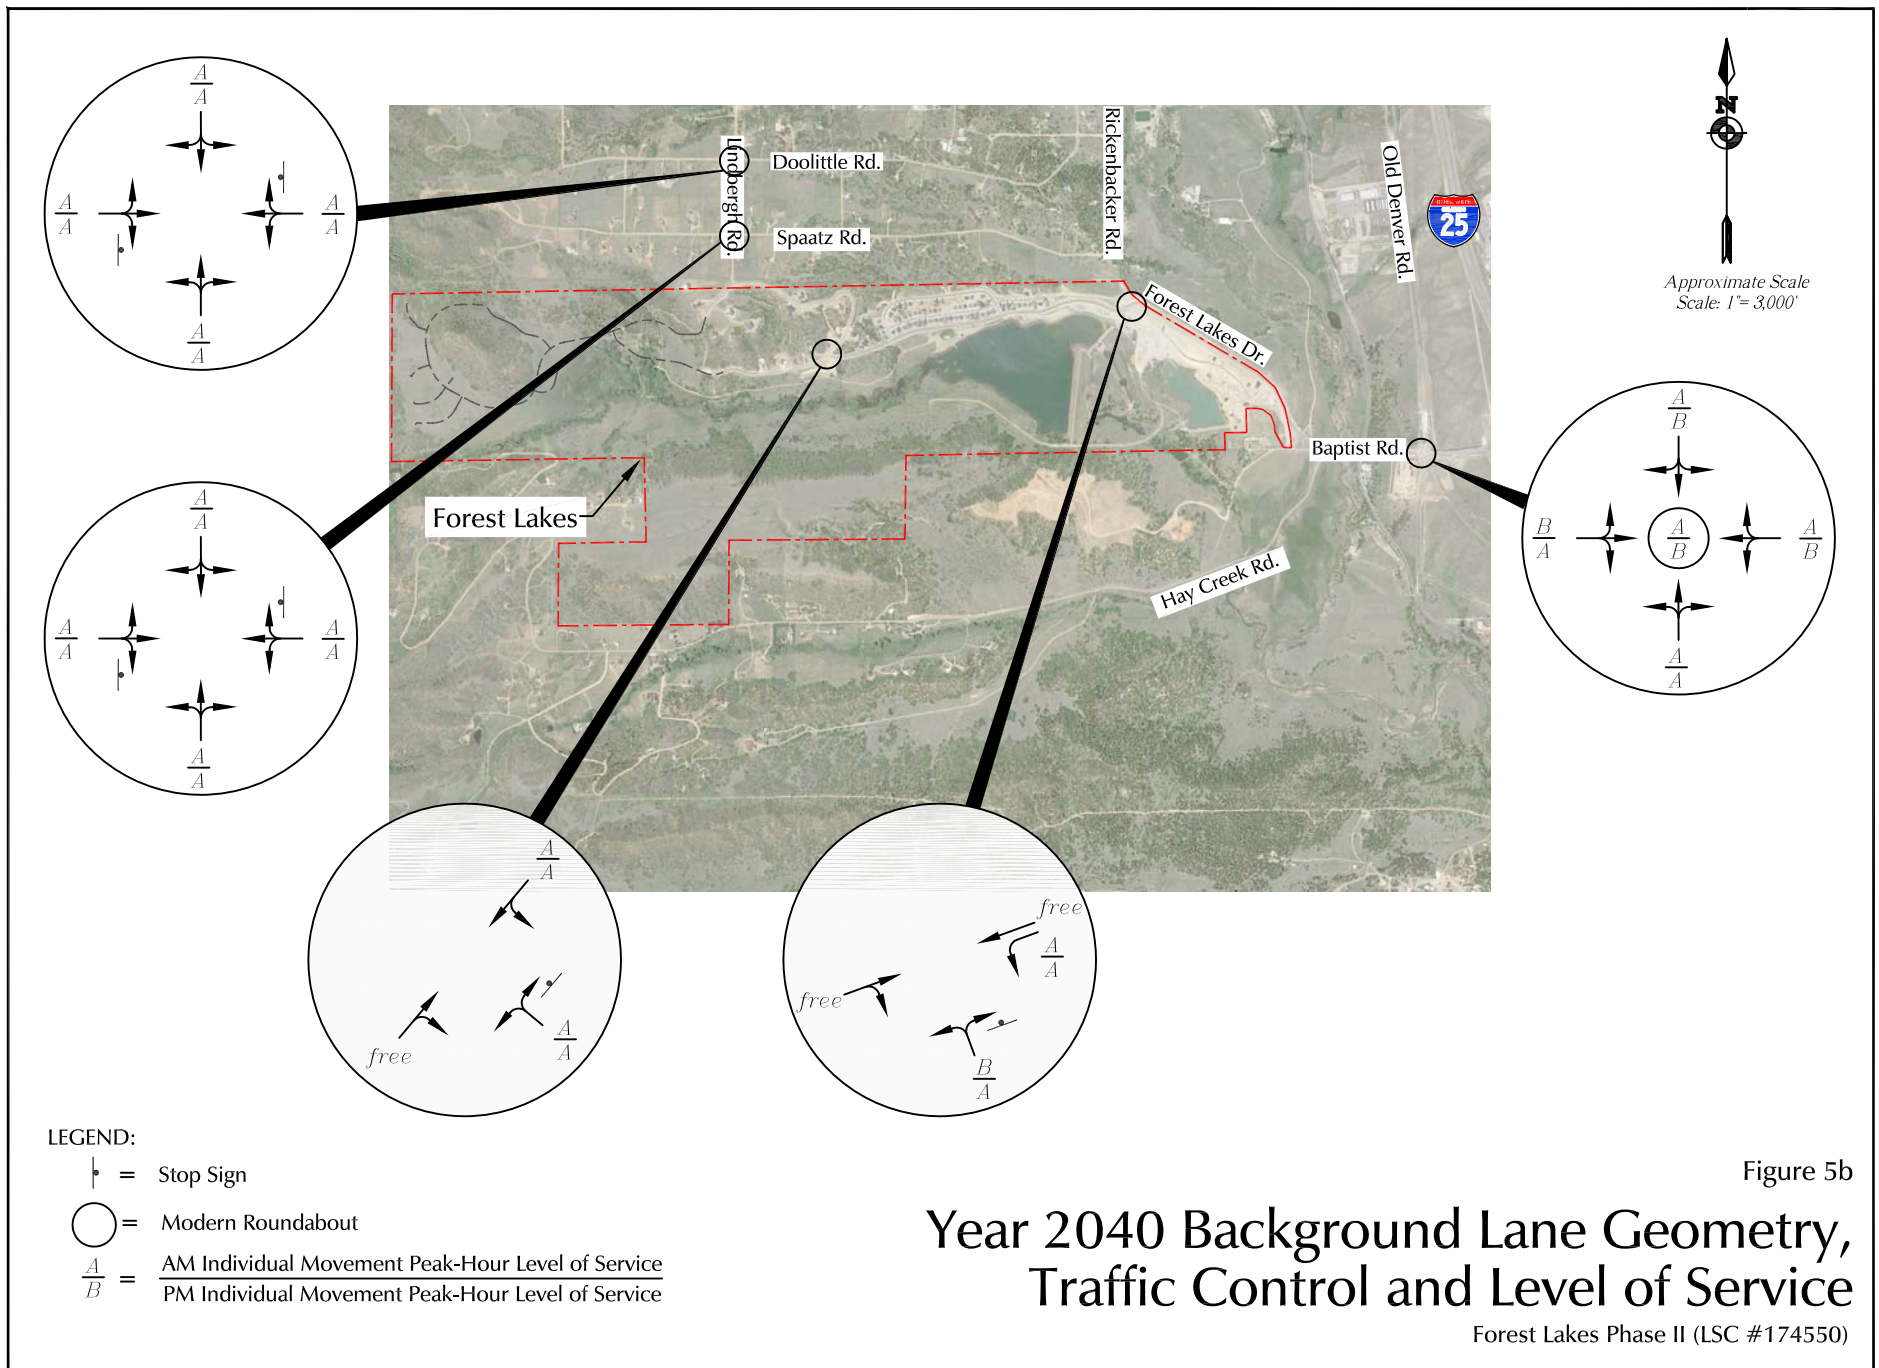 A
A
A
A
A
A
A
A
Lindbergh Rd.
Doolittle Rd.
Spaatz Rd.
Rickenbacker Rd.
Old Denver Rd.
25
N
Approximate Scale
Scale: 1"= 3,000'
Forest Lakes Dr.
Baptist Rd.
Forest Lakes
Hay Creek Rd.
A
A
A
A
A
A
A
A
A
B
B
A
A
B
A
B
A
A
A
A
free
A
A
free
A
A
free
B
A
LEGEND:
= Stop Sign
= Modern Roundabout
A
B
=
AM Individual Movement Peak-Hour Level of Service
PM Individual Movement Peak-Hour Level of Service
Figure 5b
Year 2040 Background Lane Geometry,
Traffic Control and Level of Service
Forest Lakes Phase II (LSC #174550)